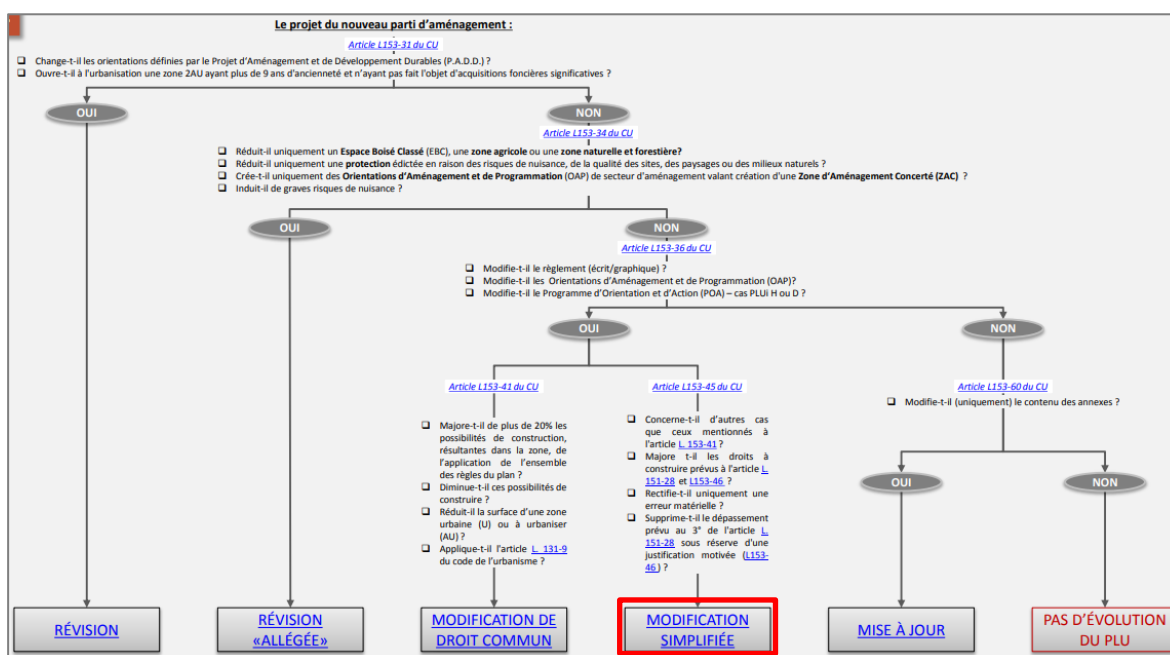 Le projet du nouveau parti d'aménagement :
Article L153-31 du CU
❑ Change-t-il les orientations définies par le Projet d'Aménagement et de Développement Durables (P.A.D.D.) ?
❑ Ouvre-t-il à l'urbanisation une zone 2AU ayant plus de 9 ans d'ancienneté et n'ayant pas fait l'objet d'acquisitions foncières significatives ?
OUI
NON
Article L153-34 du CU
❑ Réduit-il uniquement un Espace Boisé Classé (EBC), une zone agricole ou une zone naturelle et forestière?
❑ Réduit-il uniquement une protection édictée en raison des risques de nuisance, de la qualité des sites, des paysages ou des milieux naturels ?
❑ Crée-t-il uniquement des Orientations d'Aménagement et de Programmation (OAP) de secteur d'aménagement valant création d'une Zone d'Aménagement Concerté (ZAC) ?
❑ Induit-il de graves risques de nuisance ?
OUI
NON
Article L153-36 du CU
❑ Modifie-t-il le règlement (écrit/graphique) ?
❑ Modifie-t-il les Orientations d'Aménagement et de Programmation (OAP)?
❑ Modifie-t-il le Programme d'Orientation et d'Action (POA) – cas PLUi H ou D ?
OUI
NON
Article L153-41 du CU
❑ Majore-t-il de plus de 20% les
possibilités de construction,
résultantes dans la zone, de
l'application de l'ensemble
des règles du plan ?
❑ Diminue-t-il ces possibilités de
construire ?
❑ Réduit-il la surface d'une zone
urbaine (U) ou à urbaniser
(AU) ?
❑ Applique-t-il l'article L. 131-9
du code de l'urbanisme ?
Article L153-45 du CU
❑ Concerne-t-il d'autres cas
que ceux mentionnés à
l'article L. 153-41 ?
❑ Majore t-il les droits à
construire prévus à l'article L.
151-28 et L153-46 ?
❑ Rectifie-t-il uniquement une
erreur matérielle ?
❑ Supprime-t-il le dépassement
prévu au 3° de l'article L.
151-28 sous réserve d'une
justification motivée (L153-
46 ) ?
Article L153-60 du CU
❑ Modifie-t-il (uniquement) le contenu des annexes ?
OUI
NON
RÉVISION
RÉVISION
«ALLÉGÉE»
MODIFICATION DE
DROIT COMMUN
MODIFICATION
SIMPLIFIÉE
MISE À JOUR
PAS D'ÉVOLUTION
DU PLU